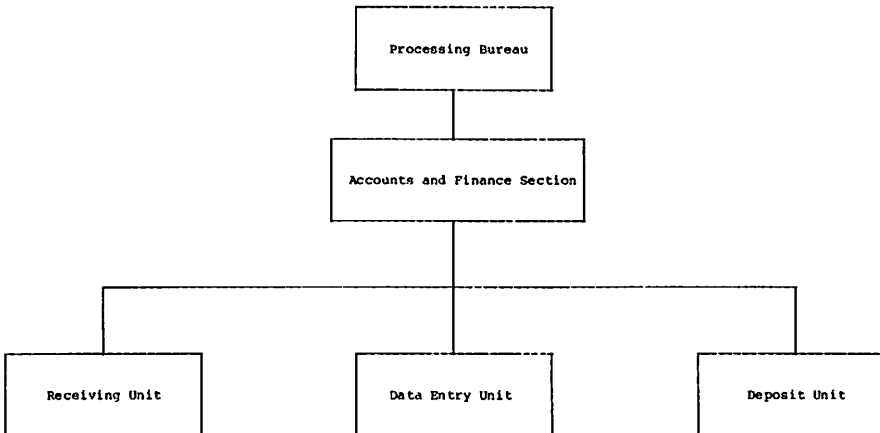 Processing Bureau
Accounts and Finance Section
Receiving Unit
Data Entry Unit
Deposit Unit